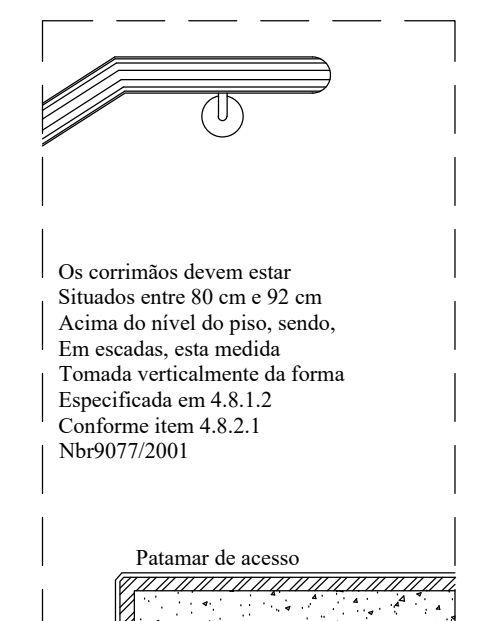 Os corrimãos devem estar
Situados entre 80 cm e 92 cm
Acima do nível do piso, sendo,
Em escadas, esta medida
Tomada verticalmente da forma
Especificada em 4.8.1.2
Conforme item 4.8.2.1
Nbr9077/2001
Patamar de acesso